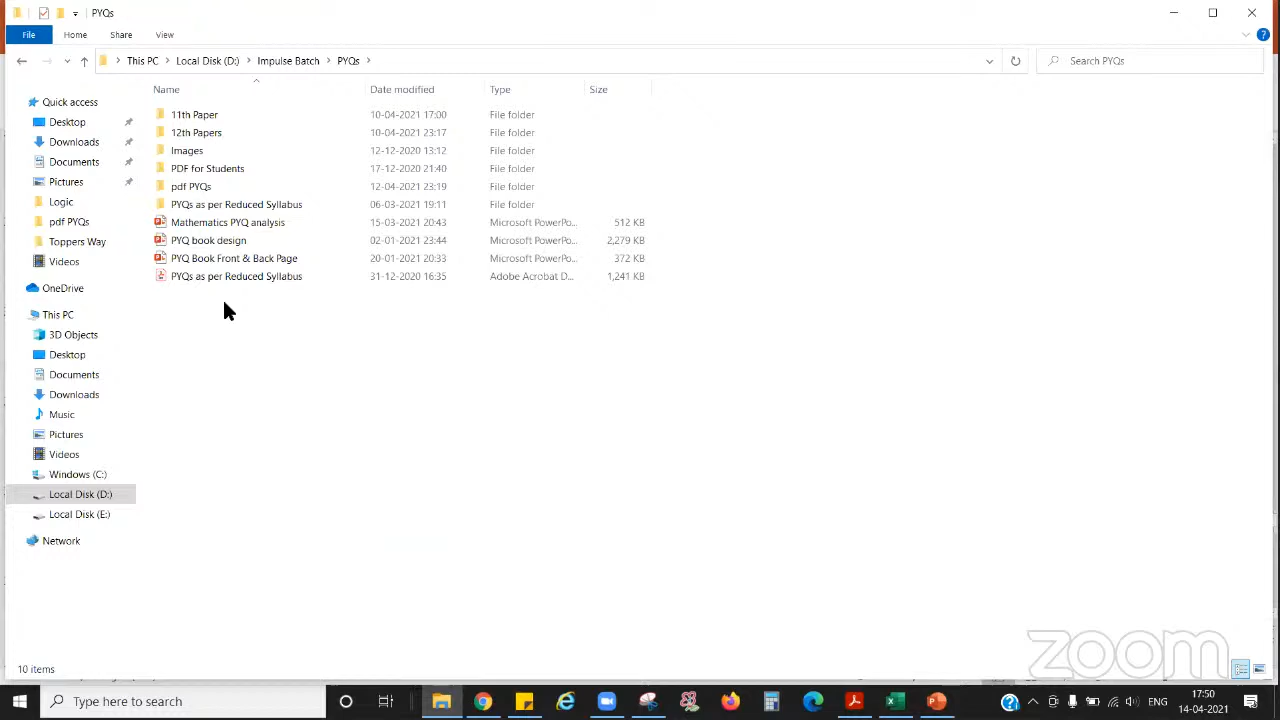 PYQs
File Home Share View
This PC Local Disk (D:) Impulse Batch PYQs Search PYQs
Name Date modified Type Size
11th Paper 10-04-2021 17:00 File folder
12th Papers 10-04-2021 23:17 File folder
Images 12-12-2020 13:12 File folder
PDF for Students 17-12-2020 21:40 File folder
pdf PYQs 12-04-2021 23:19 File folder
PYQs as per Reduced Syllabus 06-03-2021 19:11 File folder
Mathematics PYQ analysis 15-03-2021 20:43 Microsoft PowerPo... 512 KB
PYQ book design 02-01-2021 23:44 Microsoft PowerPo... 2,279 KB
PYQ Book Front & Back Page 20-01-2021 20:33 Microsoft PowerPo... 372 KB
PYQs as per Reduced Syllabus 31-12-2020 16:35 Adobe Acrobat D... 1,241 KB
Quick access
Desktop
Downloads
Documents
Pictures
Logic
pdf PYQs
Toppers Way
Videos
OneDrive
This PC
3D Objects
Desktop
Documents
Downloads
Music
Pictures
Videos
Windows (C:)
Local Disk (D:)
Local Disk (E:)
Network
10 items
zoom
Type here to search
ENG
17:50
14-04-2021